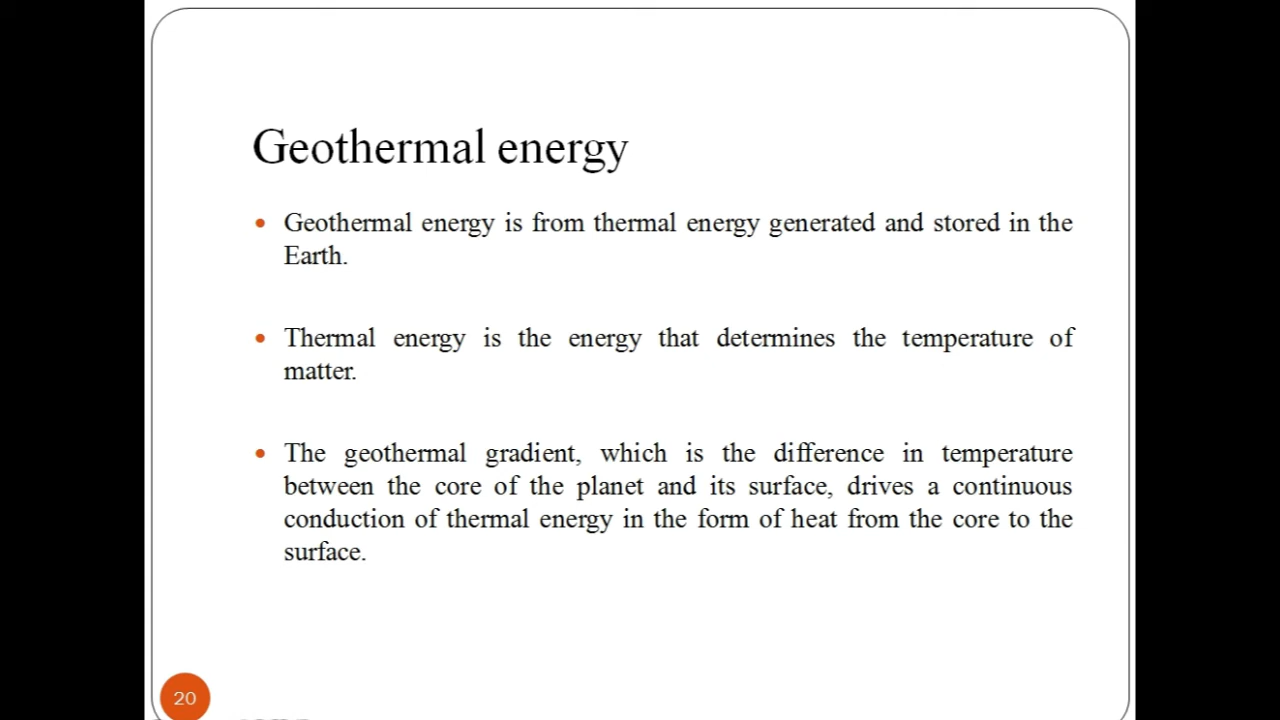 Geothermal energy
• Geothermal energy is from thermal energy generated and stored in the
Earth.
• Thermal energy is the energy that determines the temperature of
matter.
• The geothermal gradient, which is the difference in temperature
between the core of the planet and its surface, drives a continuous
conduction of thermal energy in the form of heat from the core to the
surface.
20